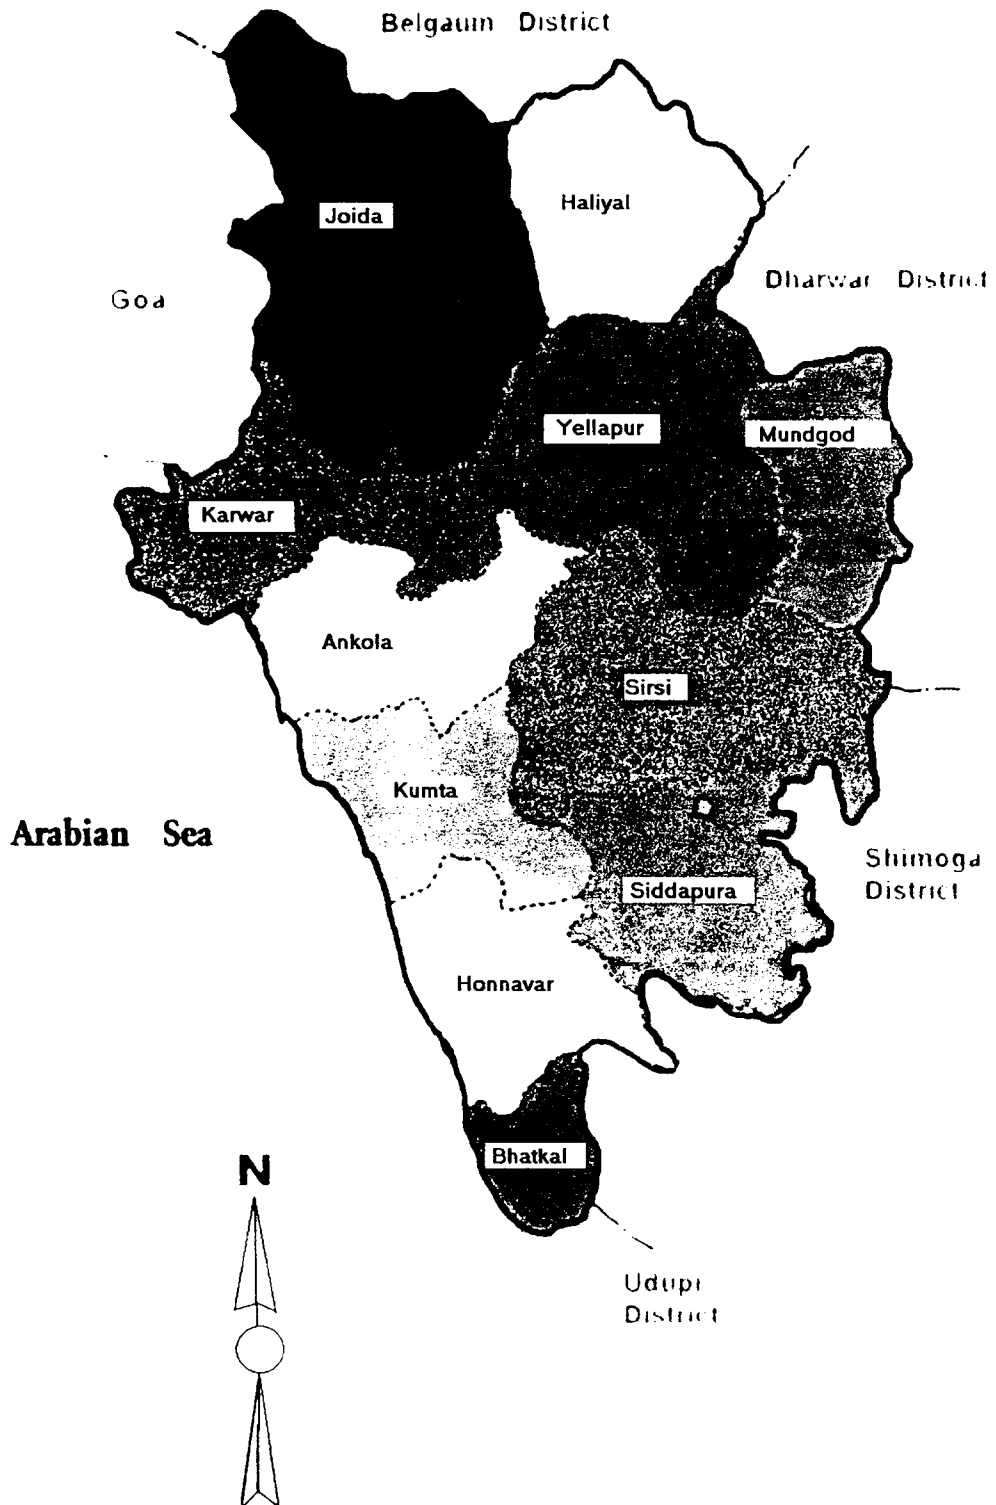 Belgaum District
Joida
Haliyal
Goa
Dharwar District
Yellapur
Mundgod
Karwar
Ankola
Sirsi
Kumta
Arabian Sea
Shimoga
District
Siddapura
Honnavar
Bhatkal
N
Udupi
District